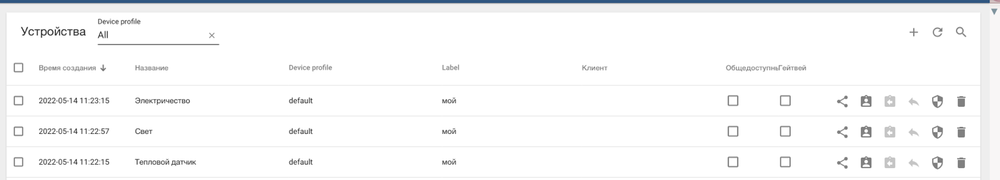 Device profile
Устройства All
Время создания Название Device profile Label Клиент Общедоступнь Гейтвей
2022-05-14 11:23:15 Электричество default мой
2022-05-14 11:22:57 Свет default мой
2022-05-14 11:22:15 Тепловой датчик default мой